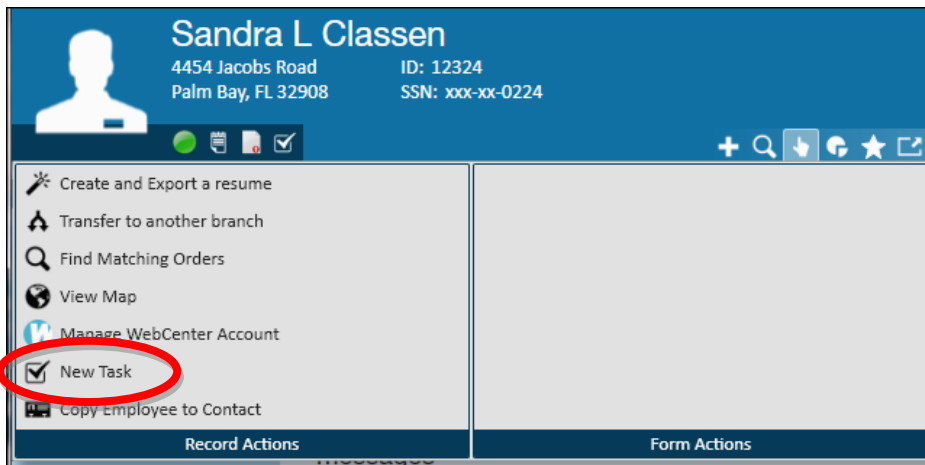 Sandra L Classen
4454 Jacobs Road ID: 12324
Palm Bay, FL 32908 SSN: xxx-xx-0224
Create and Export a resume
Transfer to another branch
Find Matching Orders
View Map
Manage WebCenter Account
New Task
Copy Employee to Contact
Record Actions Form Actions